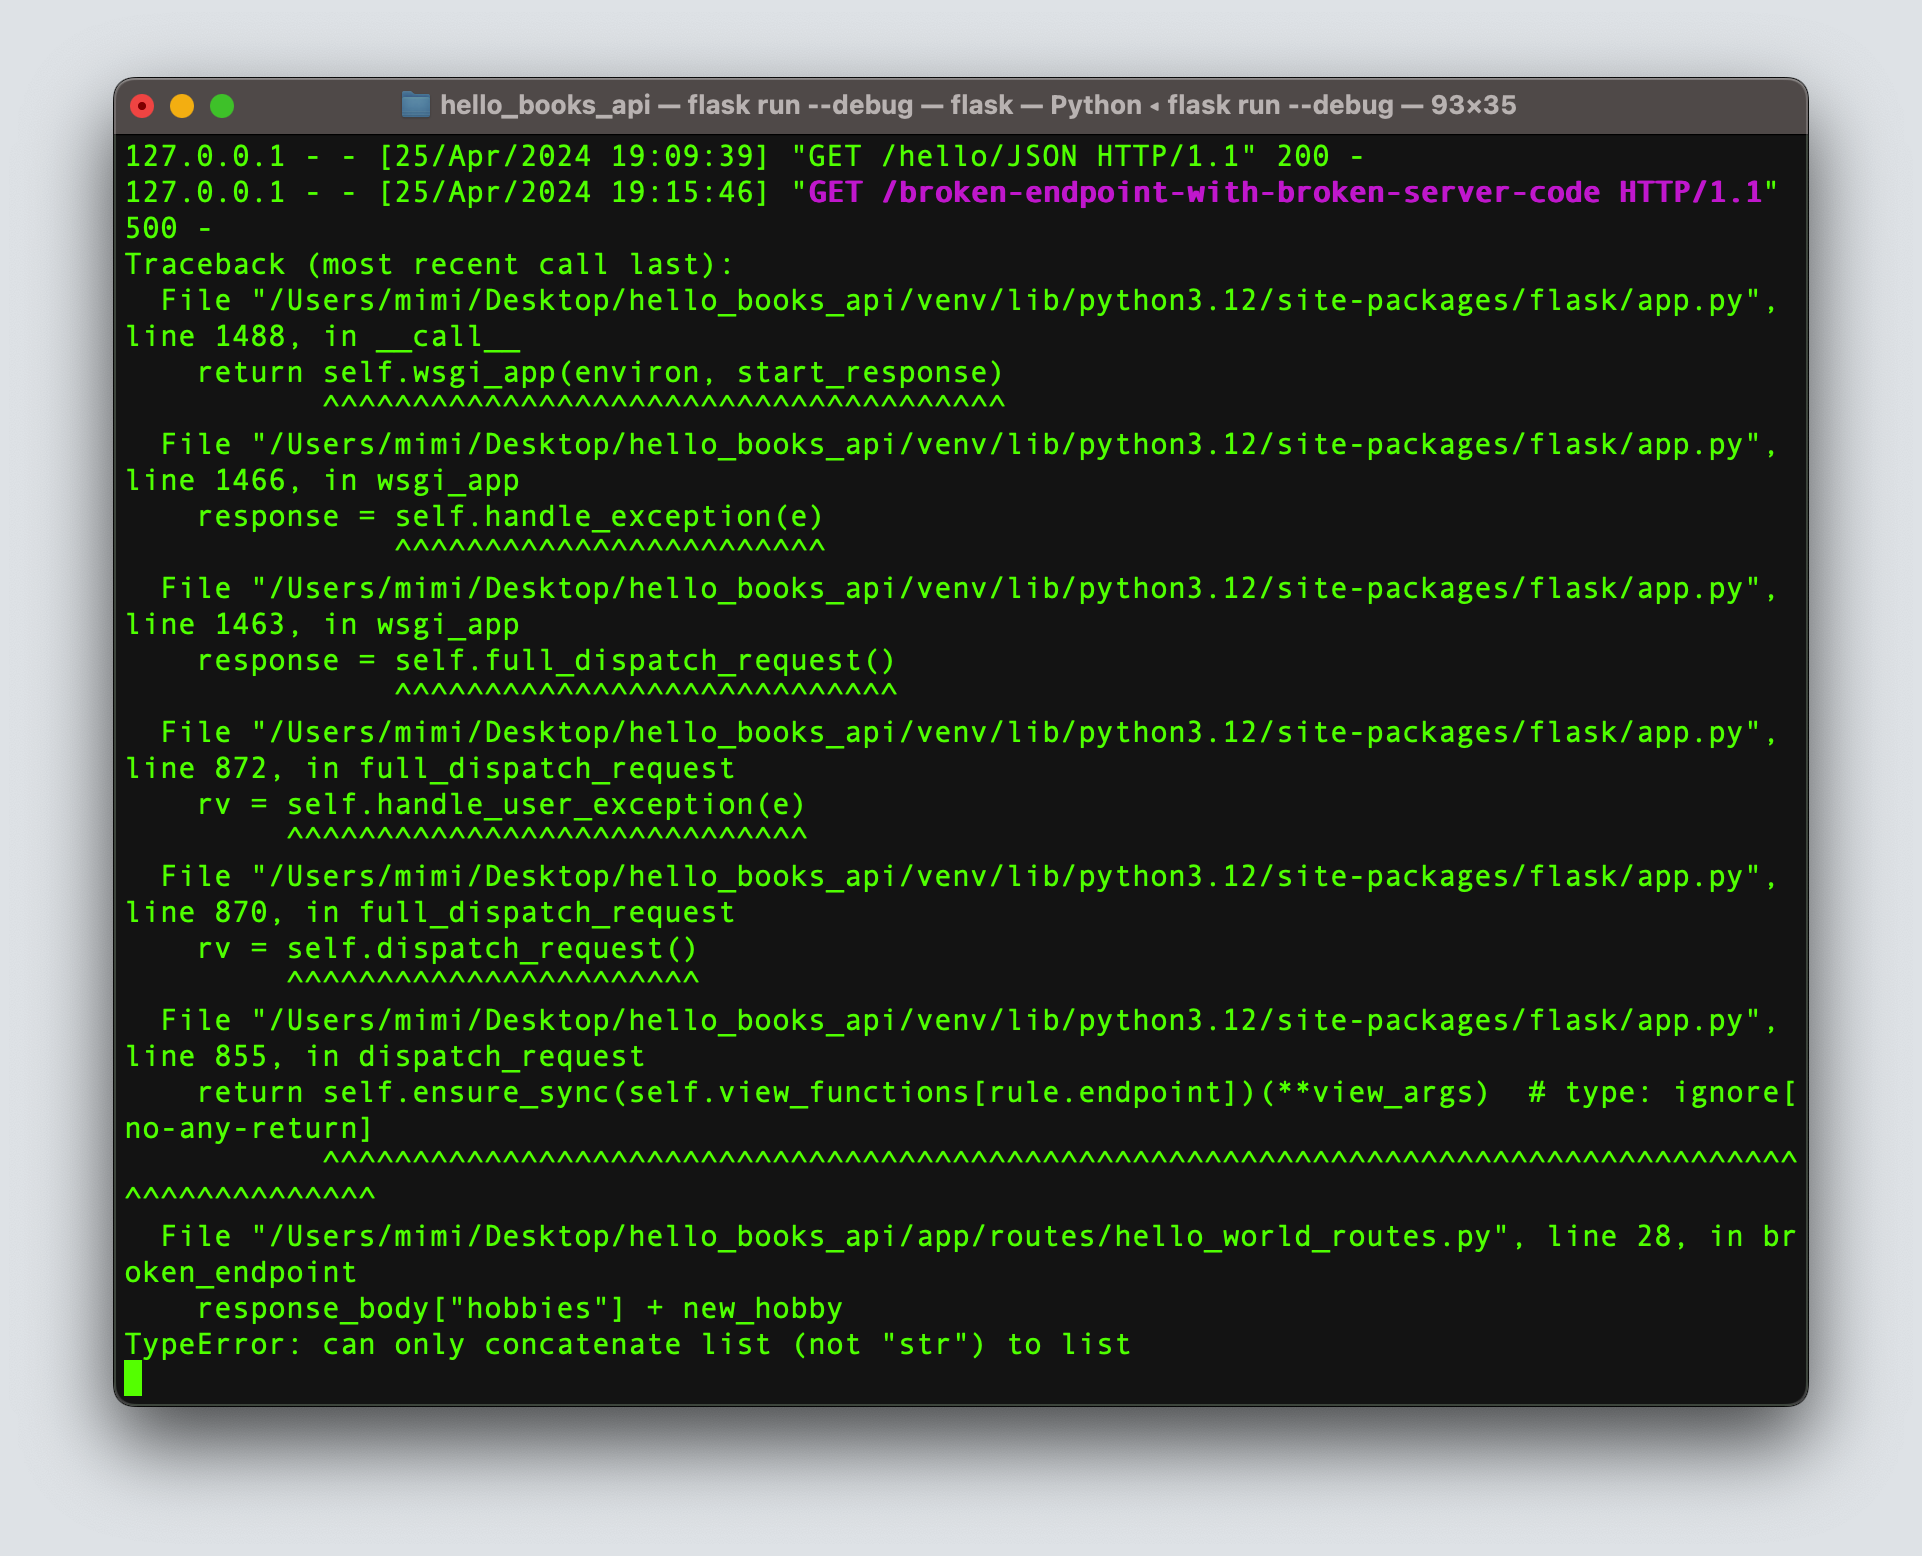 hello_books_api — flask run --debug — flask — Python ◂ flask run --debug — 93×35
127.0.0.1 - - [25/Apr/2024 19:09:39] "GET /hello/JSON HTTP/1.1" 200 -
127.0.0.1 - - [25/Apr/2024 19:15:46] "GET /broken-endpoint-with-broken-server-code HTTP/1.1"
500 -
Traceback (most recent call last):
  File "/Users/mimi/Desktop/hello_books_api/venv/lib/python3.12/site-packages/flask/app.py",
line 1488, in __call__
    return self.wsgi_app(environ, start_response)
           ^^^^^^^^^^^^^^^^^^^^^^^^^^^^^^^^^^^^^^
  File "/Users/mimi/Desktop/hello_books_api/venv/lib/python3.12/site-packages/flask/app.py",
line 1466, in wsgi_app
    response = self.handle_exception(e)
               ^^^^^^^^^^^^^^^^^^^^^^^^
  File "/Users/mimi/Desktop/hello_books_api/venv/lib/python3.12/site-packages/flask/app.py",
line 1463, in wsgi_app
    response = self.full_dispatch_request()
               ^^^^^^^^^^^^^^^^^^^^^^^^^^^^
  File "/Users/mimi/Desktop/hello_books_api/venv/lib/python3.12/site-packages/flask/app.py",
line 872, in full_dispatch_request
    rv = self.handle_user_exception(e)
         ^^^^^^^^^^^^^^^^^^^^^^^^^^^^^
  File "/Users/mimi/Desktop/hello_books_api/venv/lib/python3.12/site-packages/flask/app.py",
line 870, in full_dispatch_request
    rv = self.dispatch_request()
         ^^^^^^^^^^^^^^^^^^^^^^^
  File "/Users/mimi/Desktop/hello_books_api/venv/lib/python3.12/site-packages/flask/app.py",
line 855, in dispatch_request
    return self.ensure_sync(self.view_functions[rule.endpoint])(**view_args)  # type: ignore[
no-any-return]
           ^^^^^^^^^^^^^^^^^^^^^^^^^^^^^^^^^^^^^^^^^^^^^^^^^^^^^^^^^^^^^^^^^^^^^^^^^^^^^^^^^^
^^^^^^^^^^^^^^
  File "/Users/mimi/Desktop/hello_books_api/app/routes/hello_world_routes.py", line 28, in br
oken_endpoint
    response_body["hobbies"] + new_hobby
TypeError: can only concatenate list (not "str") to list